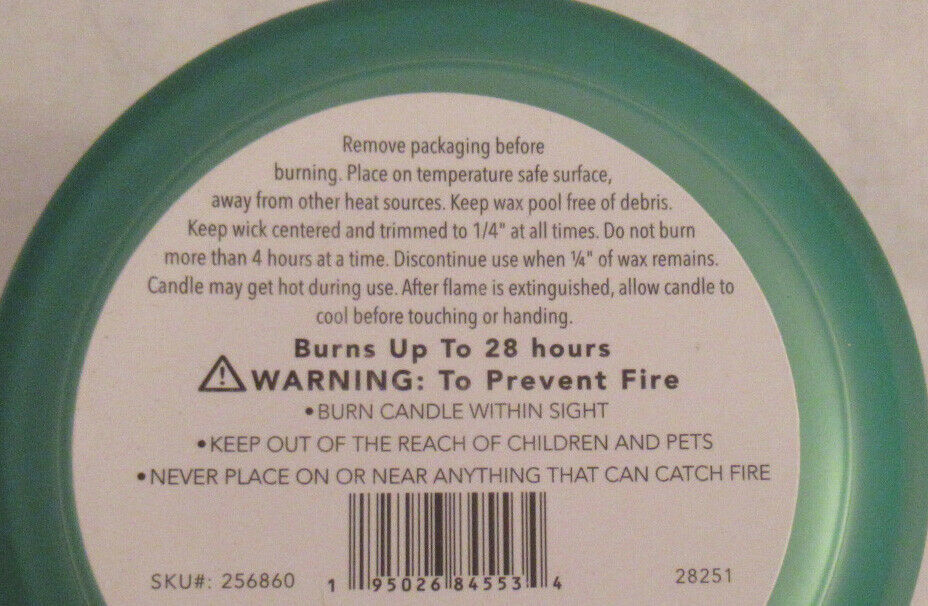 Remove packaging before
burning. Place on temperature safe surface,
away from other heat sources. Keep wax pool free of debris.
Keep wick centered and trimmed to 1/4" at all times. Do not burn
more than 4 hours at a time. Discontinue use when ¼" of wax remains.
Candle may get hot during use. After flame is extinguished, allow candle to
cool before touching or handing.
Burns Up To 28 hours
WARNING: To Prevent Fire
•BURN CANDLE WITHIN SIGHT
•KEEP OUT OF THE REACH OF CHILDREN AND PETS
•NEVER PLACE ON OR NEAR ANYTHING THAT CAN CATCH FIRE
SKU#: 256860 1 95026 84553 4 28251